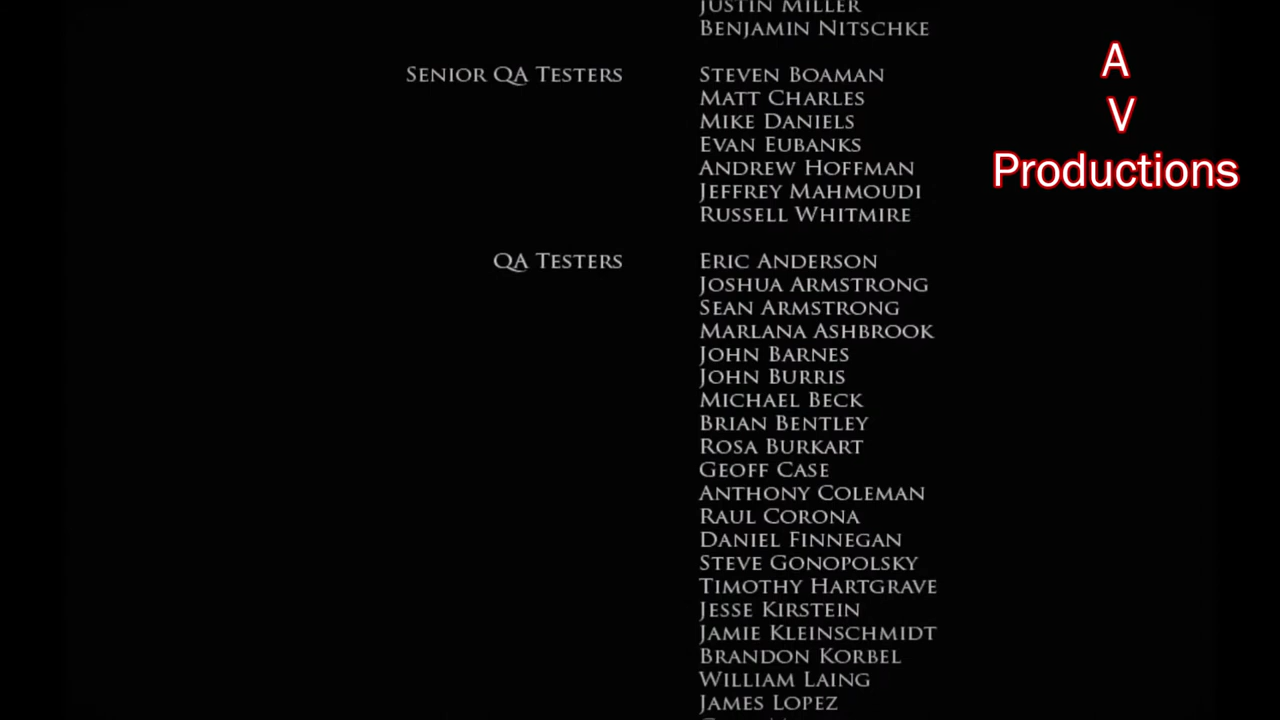 Justin Miller
Benjamin Nitschke
Senior QA Testers Steven Boaman
Matt Charles
Mike Daniels
Evan Eubanks
Andrew Hoffman
Jeffrey Mahmoudi
Russell Whitmire
QA Testers Eric Anderson
Joshua Armstrong
Sean Armstrong
Marlana Ashbrook
John Barnes
John Burris
Michael Beck
Brian Bentley
Rosa Burkart
Geoff Case
Anthony Coleman
Raul Corona
Daniel Finnegan
Steve Gonopolsky
Timothy Hartgrave
Jesse Kirstein
Jamie Kleinschmidt
Brandon Korbel
William Laing
James Lopez
A
V
Productions